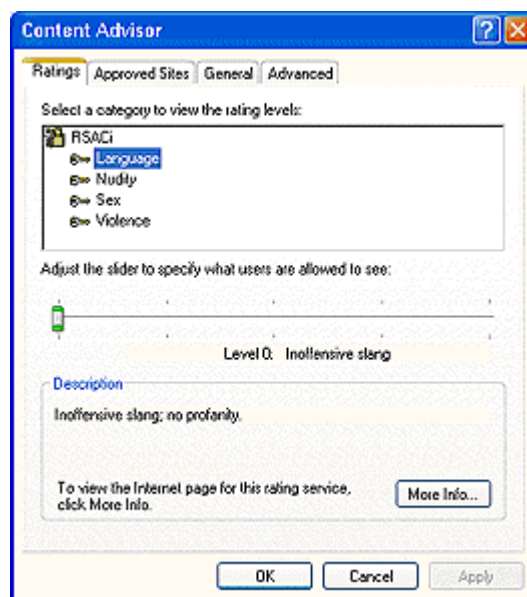 Content Advisor
Ratings Approved Sites General Advanced
Select a category to view the rating levels:
RSACi
Language
Nudity
Sex
Violence
Adjust the slider to specify what users are allowed to see:
Level 0: Inoffensive slang
Description
Inoffensive slang; no profanity.
To view the Internet page for this rating service,
click More Info.
More Info...
OK Cancel Apply